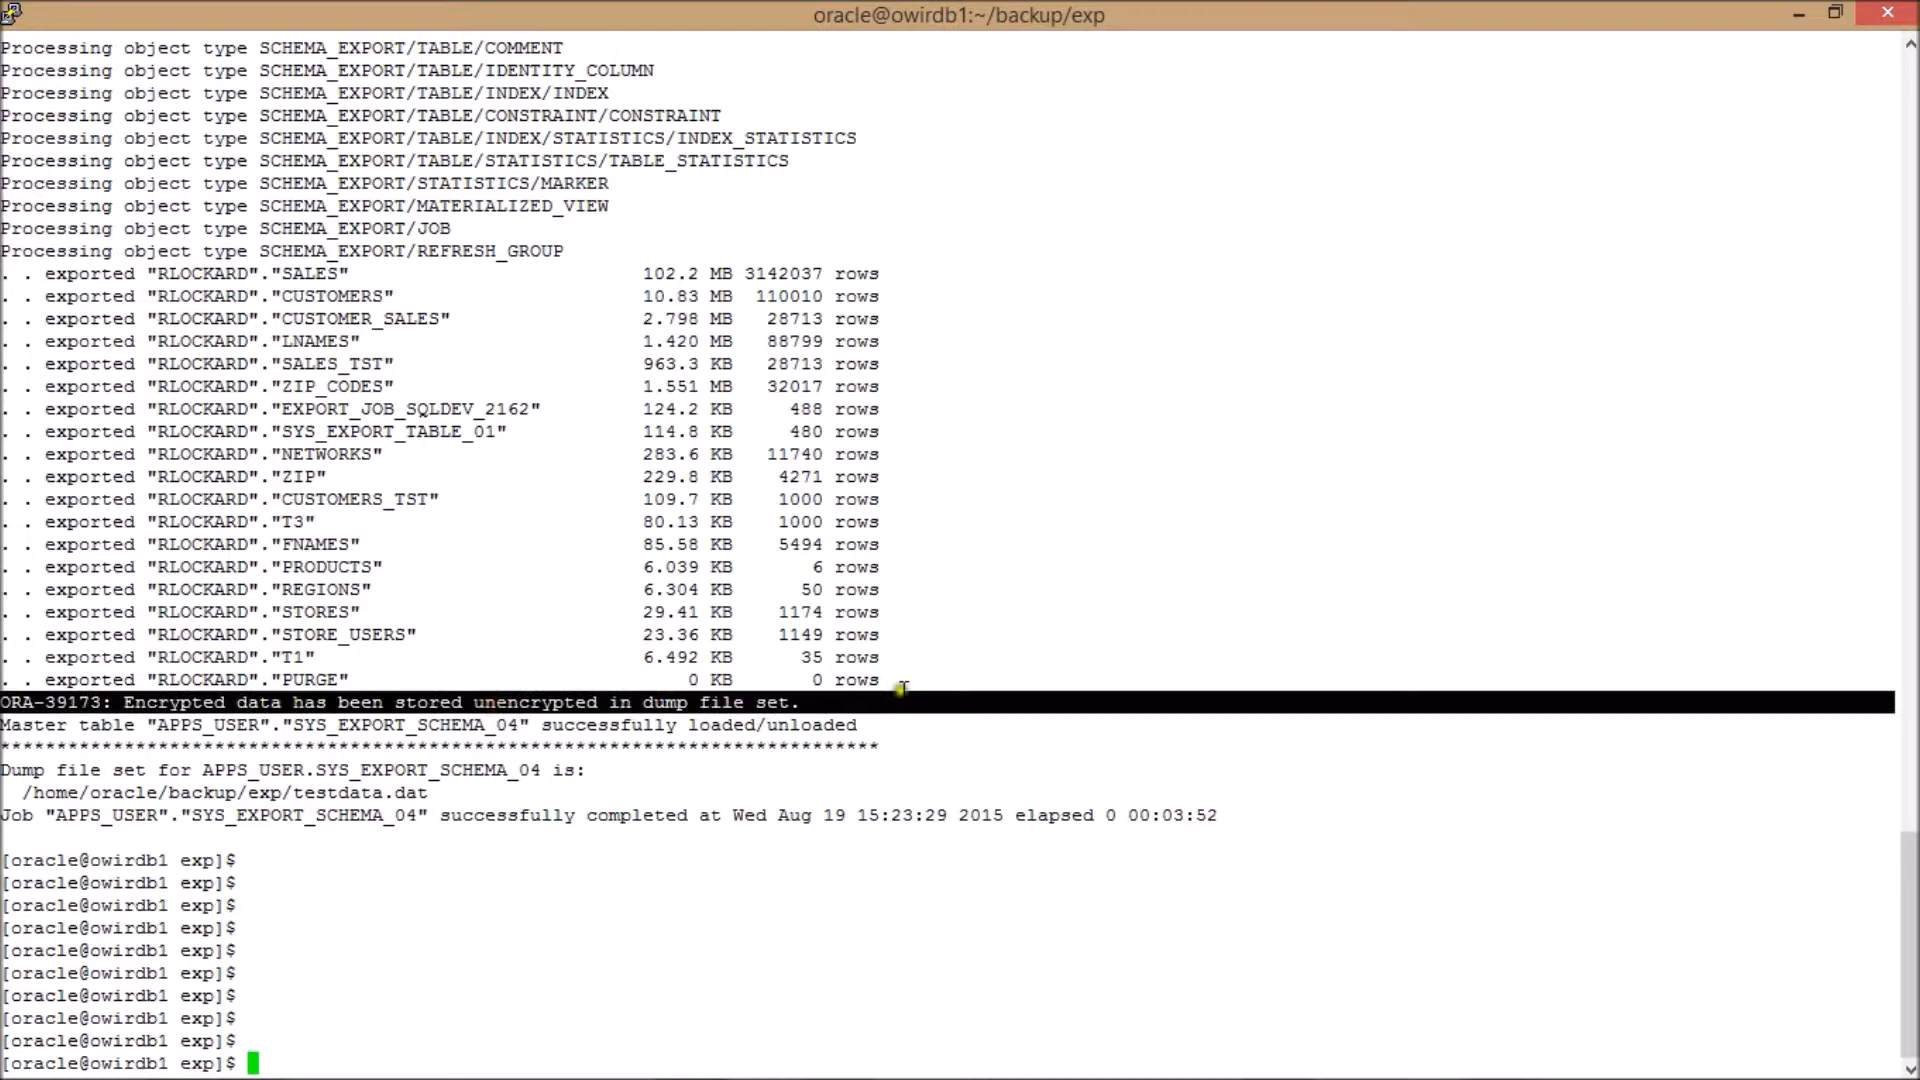 oracle@owirdb1:~/backup/exp
Processing object type SCHEMA_EXPORT/TABLE/COMMENT
Processing object type SCHEMA_EXPORT/TABLE/IDENTITY_COLUMN
Processing object type SCHEMA_EXPORT/TABLE/INDEX/INDEX
Processing object type SCHEMA_EXPORT/TABLE/CONSTRAINT/CONSTRAINT
Processing object type SCHEMA_EXPORT/TABLE/INDEX/STATISTICS/INDEX_STATISTICS
Processing object type SCHEMA_EXPORT/TABLE/STATISTICS/TABLE_STATISTICS
Processing object type SCHEMA_EXPORT/STATISTICS/MARKER
Processing object type SCHEMA_EXPORT/MATERIALIZED_VIEW
Processing object type SCHEMA_EXPORT/JOB
Processing object type SCHEMA_EXPORT/REFRESH_GROUP
. . exported "RLOCKARD"."SALES" 102.2 MB 3142037 rows
. . exported "RLOCKARD"."CUSTOMERS" 10.83 MB 110010 rows
. . exported "RLOCKARD"."CUSTOMER_SALES" 2.798 MB 28713 rows
. . exported "RLOCKARD"."LNAMES" 1.420 MB 88799 rows
. . exported "RLOCKARD"."SALES_TST" 963.3 KB 28713 rows
. . exported "RLOCKARD"."ZIP_CODES" 1.551 MB 32017 rows
. . exported "RLOCKARD"."EXPORT_JOB_SQLDEV_2162" 124.2 KB 488 rows
. . exported "RLOCKARD"."SYS_EXPORT_TABLE_01" 114.8 KB 480 rows
. . exported "RLOCKARD"."NETWORKS" 283.6 KB 11740 rows
. . exported "RLOCKARD"."ZIP" 229.8 KB 4271 rows
. . exported "RLOCKARD"."CUSTOMERS_TST" 109.7 KB 1000 rows
. . exported "RLOCKARD"."T3" 80.13 KB 1000 rows
. . exported "RLOCKARD"."FNAMES" 85.58 KB 5494 rows
. . exported "RLOCKARD"."PRODUCTS" 6.039 KB 6 rows
. . exported "RLOCKARD"."REGIONS" 6.304 KB 50 rows
. . exported "RLOCKARD"."STORES" 29.41 KB 1174 rows
. . exported "RLOCKARD"."STORE_USERS" 23.36 KB 1149 rows
. . exported "RLOCKARD"."T1" 6.492 KB 35 rows
. . exported "RLOCKARD"."PURGE" 0 KB 0 rows
ORA-39173: Encrypted data has been stored unencrypted in dump file set.
Master table "APPS_USER"."SYS_EXPORT_SCHEMA_04" successfully loaded/unloaded
******************************************************************************
Dump file set for APPS_USER.SYS_EXPORT_SCHEMA_04 is:
/home/oracle/backup/exp/testdata.dat
Job "APPS_USER"."SYS_EXPORT_SCHEMA_04" successfully completed at Wed Aug 19 15:23:29 2015 elapsed 0 00:03:52
[oracle@owirdb1 exp]$
[oracle@owirdb1 exp]$
[oracle@owirdb1 exp]$
[oracle@owirdb1 exp]$
[oracle@owirdb1 exp]$
[oracle@owirdb1 exp]$
[oracle@owirdb1 exp]$
[oracle@owirdb1 exp]$
[oracle@owirdb1 exp]$
[oracle@owirdb1 exp]$